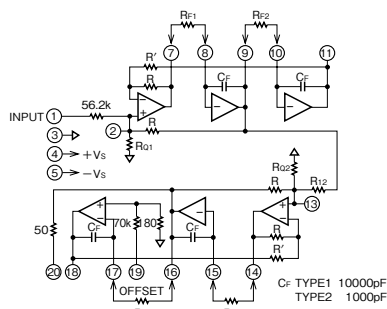 RF1 RF2
7 8 9 10 11
R'
R
CF
CF
INPUT 1 56.2k
2 R
3
RQ1
4 +VS
5 −VS
RQ2
R R12
13
50
70k 180
CF
CF
R
R'
20 18 17 19 16 15 14
OFFSET
CF TYPE1 10000pF
TYPE2 1000pF